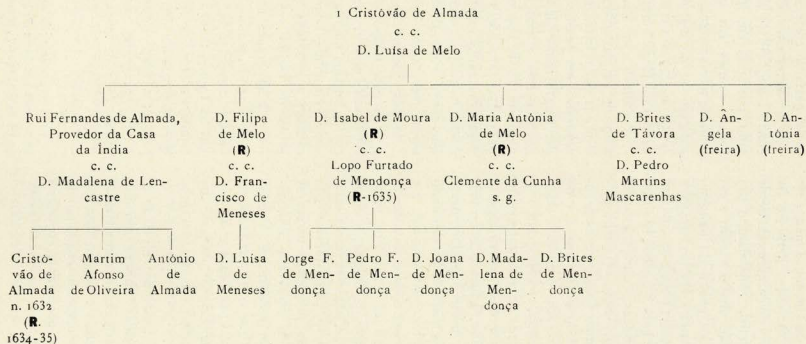 1 Cristóvão de Almada
c. c.
D. Luísa de Melo
Rui Fernandes de Almada,
Provedor da Casa
da Índia
c. c.
D. Madalena de Len-
castre
D. Filipa
de Melo
(R)
c. c.
D. Fran-
cisco de
Meneses
D. Isabel de Moura
(R)
c. c.
Lopo Furtado
de Mendonça
(R-1635)
D. Maria Antónia
de Melo
(R)
c. c.
Clemente da Cunha
s. g.
D. Brites
de Távora
c. c.
D. Pedro
Martins
Mascarenhas
D. Ân-
gela
(freira)
D. An-
tónia
(freira)
Cristó-
vão de
Almada
n. 1632
(R.
1634-35)
Martim
Afonso
de Oliveira
António
de
Almada
D. Luísa
de
Meneses
Jorge F.
de Men-
donça
Pedro F.
de Men-
donça
D. Joana
de Men-
donça
D. Mada-
lena de
Men-
donça
D. Brites
de Men-
donça